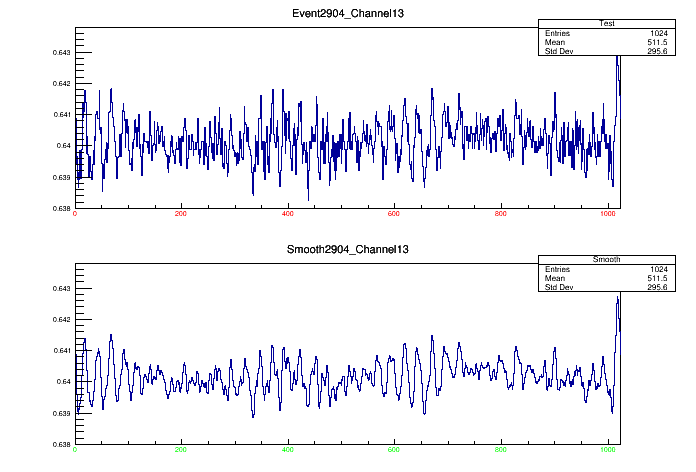 Event2904_Channel13
Test
Entries 1024
Mean 511.5
Std Dev 295.6
0.643
0.642
0.641
0.64
0.639
0.638
0 200 400 600 800 1000
Smooth2904_Channel13
Smooth
Entries 1024
Mean 511.5
Std Dev 295.6
0.643
0.642
0.641
0.64
0.639
0.638
0 200 400 600 800 1000